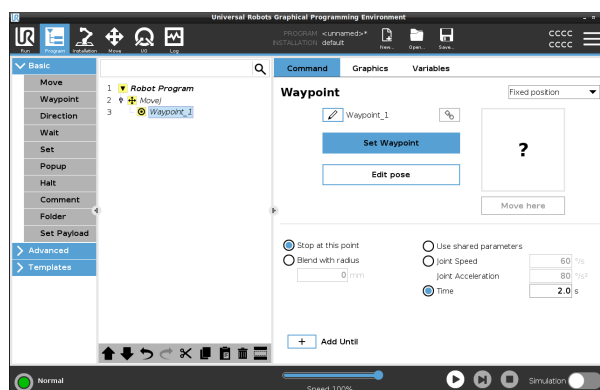 Universal Robots Graphical Programming Environment
UR
Run
Program
Installation
Move
I/O
Log
PROGRAM <unnamed>*
INSTALLATION default
New...
Open...
Save...
CCCC
CCCC
Basic
Move
Waypoint
Direction
Wait
Set
Popup
Halt
Comment
Folder
Set Payload
Advanced
Templates
1 Robot Program
2 MoveJ
3 Waypoint_1
Command Graphics Variables
Waypoint
Fixed position
Waypoint_1
Set Waypoint
Edit pose
?
Move here
Stop at this point
Blend with radius
0 mm
Use shared parameters
Joint Speed 60 °/s
Joint Acceleration 80 °/s²
Time 2.0 s
+ Add Until
Normal
Speed 100%
Simulation